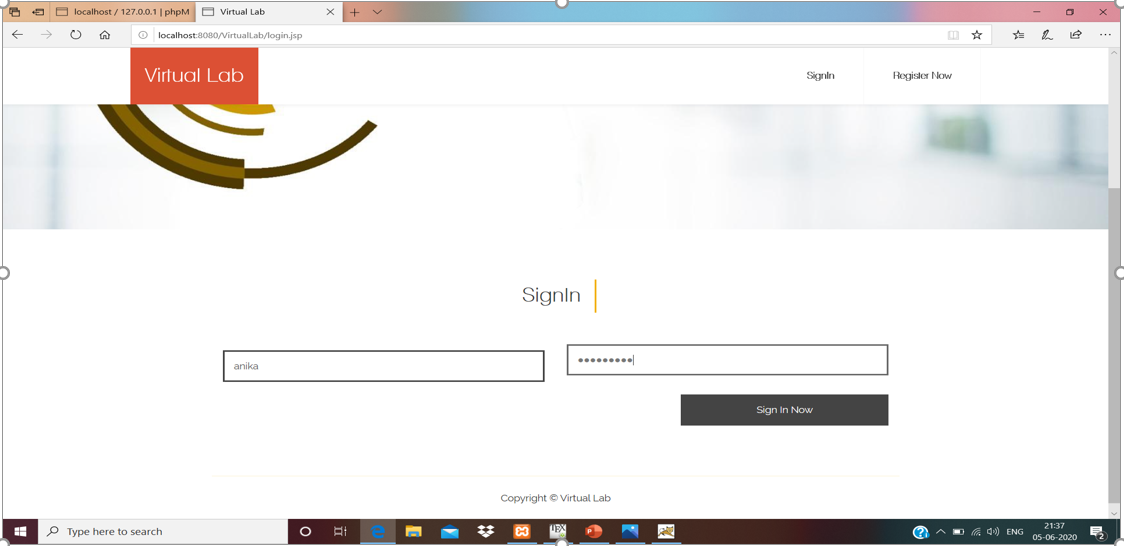 localhost / 127.0.0.1 | phpM
Virtual Lab
localhost:8080/VirtualLab/login.jsp
Virtual Lab
SignIn
Register Now
SignIn
anika
Sign In Now
Copyright © Virtual Lab
Type here to search
ENG
21:37
05-06-2020
2